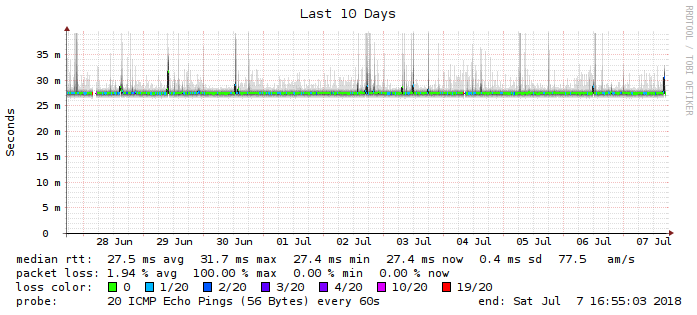 Last 10 Days
RRDTOOL / TOBI OETIKER
Seconds
35 m
30 m
25 m
20 m
15 m
10 m
5 m
0
28 Jun 29 Jun 30 Jun 01 Jul 02 Jul 03 Jul 04 Jul 05 Jul 06 Jul 07 Jul
median rtt: 27.5 ms avg 31.7 ms max 27.4 ms min 27.4 ms now 0.4 ms sd 77.5 am/s
packet loss: 1.94 % avg 100.00 % max 0.00 % min 0.00 % now
loss color: 0 1/20 2/20 3/20 4/20 10/20 19/20
probe: 20 ICMP Echo Pings (56 Bytes) every 60s end: Sat Jul 7 16:55:03 2018